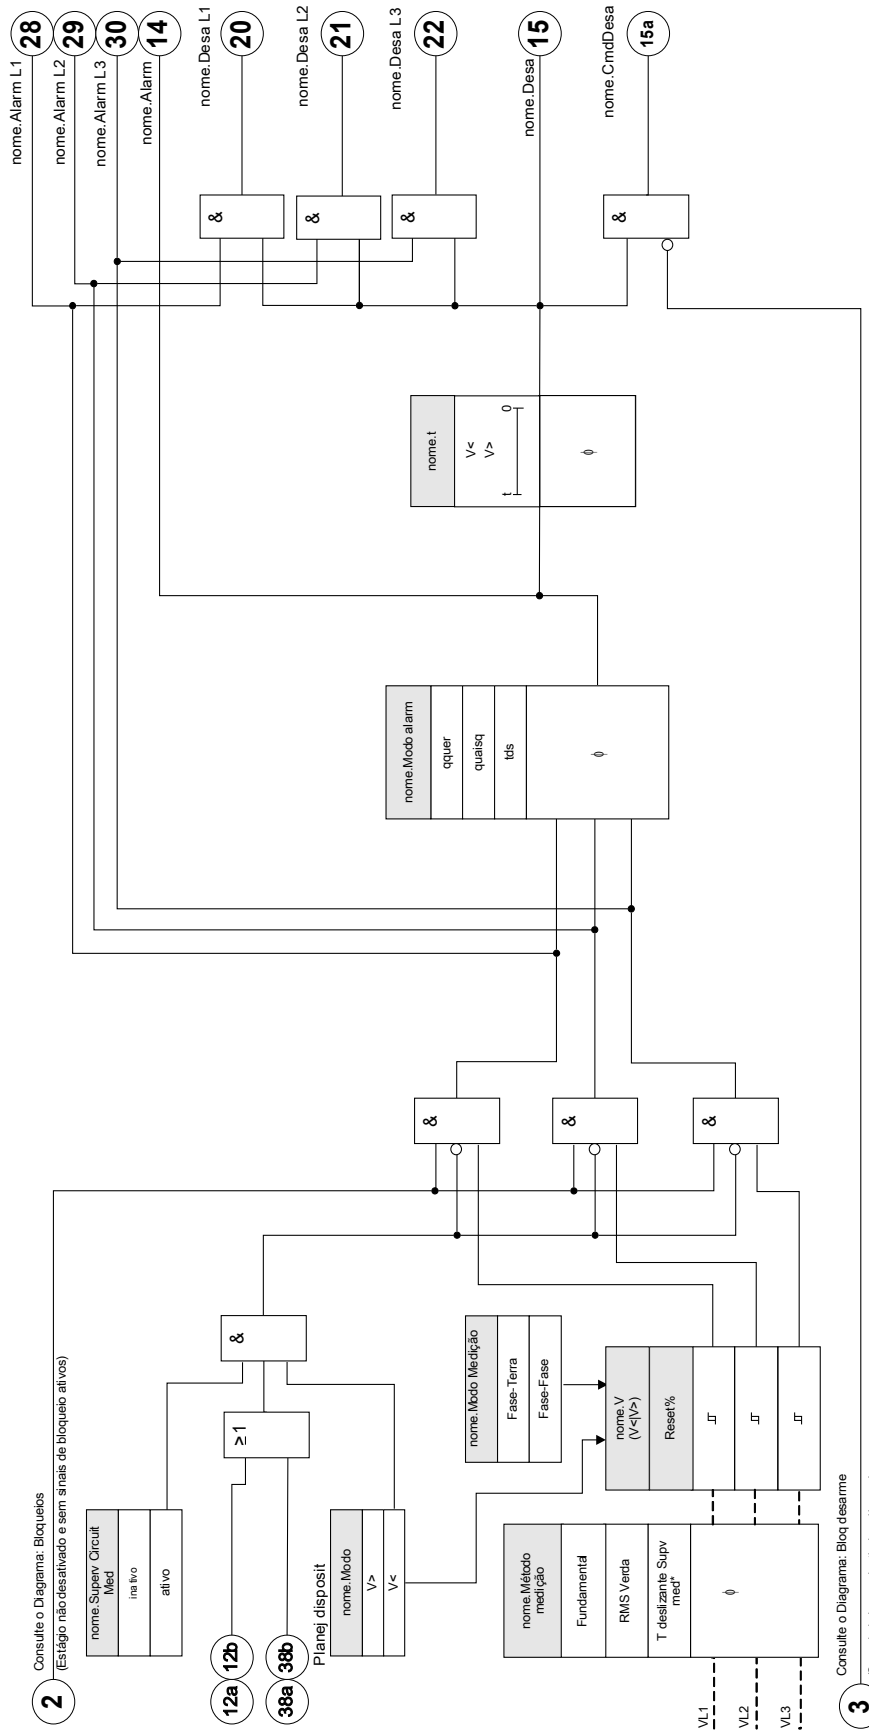 2
Consulte o Diagrama: Bloqueios
(Estágio não desativado e sem sinais de bloqueio ativos)
nome.Superv Circuit
Med
inativo
ativo
12a
12b
38a
38b
≥1
&
Planej disposit
nome.Modo
V>
V<
nome.Modo Medição
Fase-Terra
Fase-Fase
nome.Método
medição
Fundamental
RMS Verda
T deslizante Supv
med*
ϕ
VL1
VL2
VL3
nome.V
(V<|V>)
Reset%
&
&
&
nome.Modo alarm
qquer
quaisq
tds
ϕ
nome.t
V<
V>
t
0
ϕ
&
&
&
&
nome.Alarm L1
28
nome.Alarm L2
29
nome.Alarm L3
30
nome.Alarm
14
nome.Desa L1
20
nome.Desa L2
21
nome.Desa L3
22
nome.Desa
15
nome.CmdDesa
15a
3
Consulte o Diagrama: Bloq desarme